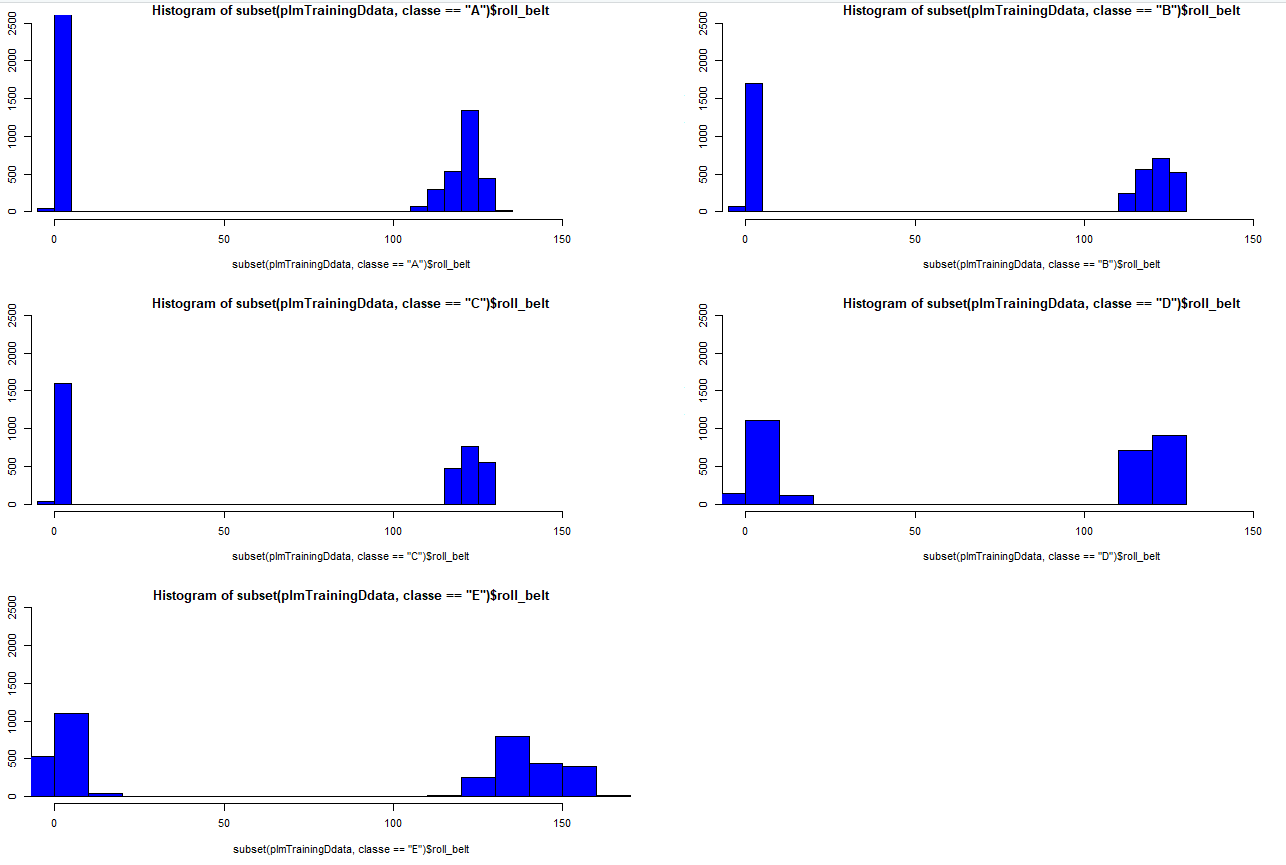 Histogram of subset(plmTrainingDdata, classe == "A")$roll_belt
2500
2000
1500
1000
500
0
0 50 100 150
subset(plmTrainingDdata, classe == "A")$roll_belt
Histogram of subset(plmTrainingDdata, classe == "B")$roll_belt
2500
2000
1500
1000
500
0
0 50 100 150
subset(plmTrainingDdata, classe == "B")$roll_belt
Histogram of subset(plmTrainingDdata, classe == "C")$roll_belt
2500
2000
1500
1000
500
0
0 50 100 150
subset(plmTrainingDdata, classe == "C")$roll_belt
Histogram of subset(plmTrainingDdata, classe == "D")$roll_belt
2500
2000
1500
1000
500
0
0 50 100 150
subset(plmTrainingDdata, classe == "D")$roll_belt
Histogram of subset(plmTrainingDdata, classe == "E")$roll_belt
2500
2000
1500
1000
500
0
0 50 100 150
subset(plmTrainingDdata, classe == "E")$roll_belt